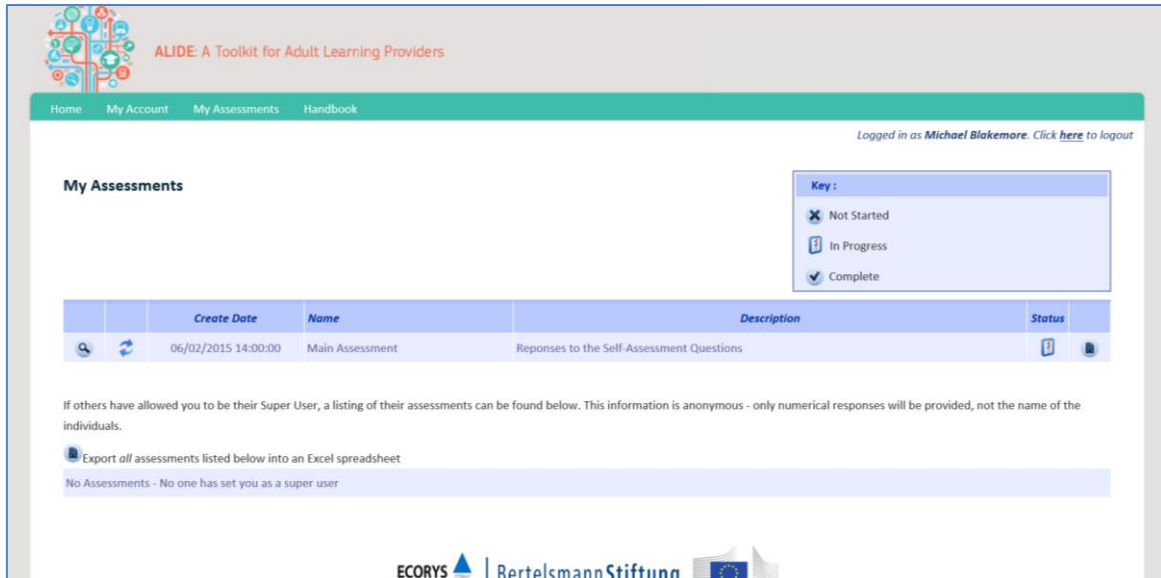 ALIDE: A Toolkit for Adult Learning Providers
Home My Account My Assessments Handbook
Logged in as Michael Blakemore. Click here to logout
My Assessments
Key :
Not Started
In Progress
Complete
Create Date Name Description Status
06/02/2015 14:00:00 Main Assessment Reponses to the Self-Assessment Questions
If others have allowed you to be their Super User, a listing of their assessments can be found below. This information is anonymous - only numerical responses will be provided, not the name of the
individuals.
Export all assessments listed below into an Excel spreadsheet
No Assessments - No one has set you as a super user
ECORYS BertelsmannStiftung